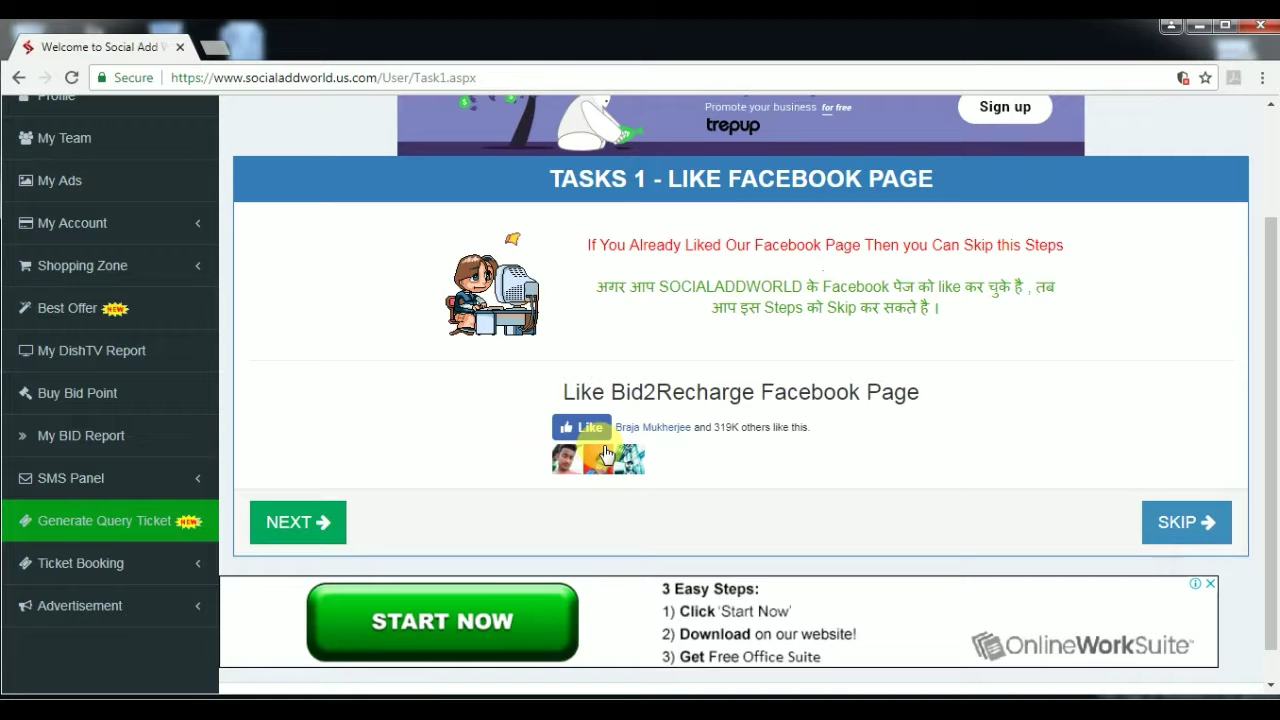 Welcome to Social Add W
Secure
https://www.socialaddworld.us.com/User/Task1.aspx
Profile
My Team
My Ads
My Account
Shopping Zone
Best Offer NEW
My DishTV Report
Buy Bid Point
My BID Report
SMS Panel
Generate Query Ticket NEW
Ticket Booking
Advertisement
Promote your business for free
trepup
Sign up
TASKS 1 - LIKE FACEBOOK PAGE
If You Already Liked Our Facebook Page Then you Can Skip this Steps
.
अगर आप SOCIALADDWORLD के Facebook पेज को like कर चुके है , तब
आप इस Steps को Skip कर सकते है ।
Like Bid2Recharge Facebook Page
Like
Braja Mukherjee and 319K others like this.
NEXT
SKIP
START NOW
3 Easy Steps:
1) Click 'Start Now'
2) Download on our website!
3) Get Free Office Suite
OnlineWorkSuite™